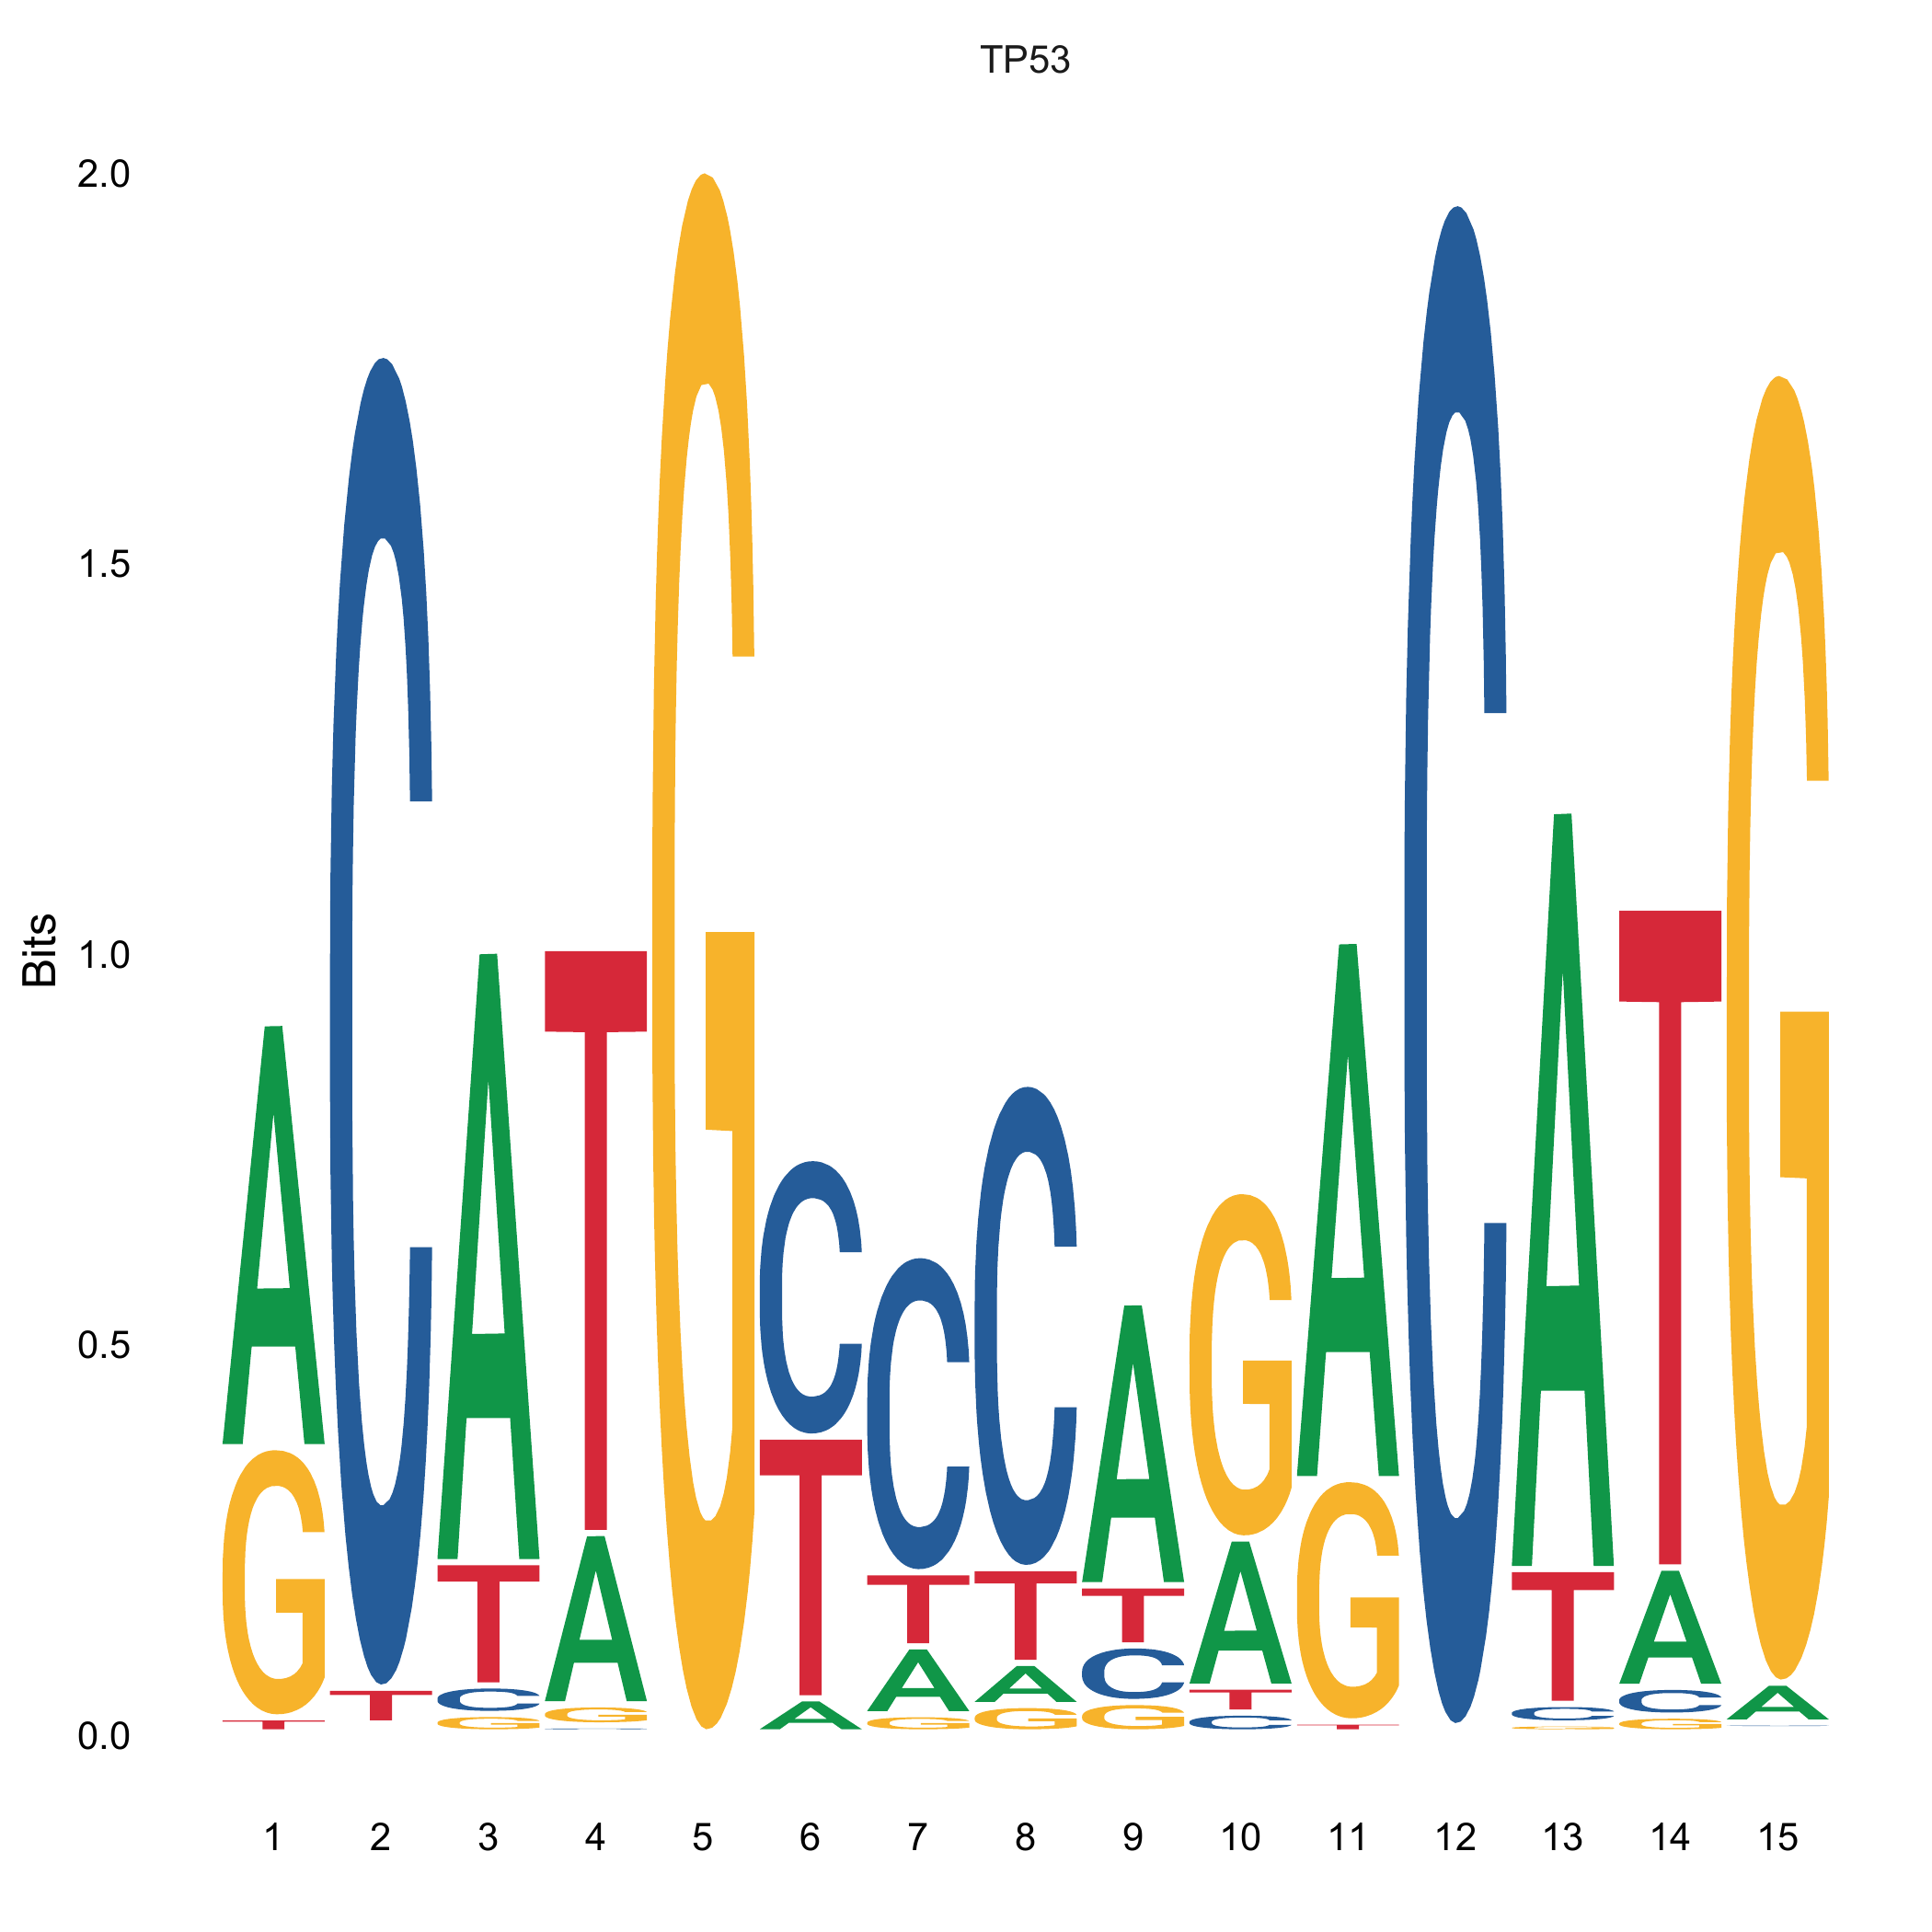 TP53
2.0
1.5
1.0
0.5
0.0
Bits
A C A T G C C C A G A C A T G
G T T A T T T T A G T A A
T C G A A A C T T C C
G G G G C G G
1 2 3 4 5 6 7 8 9 10 11 12 13 14 15